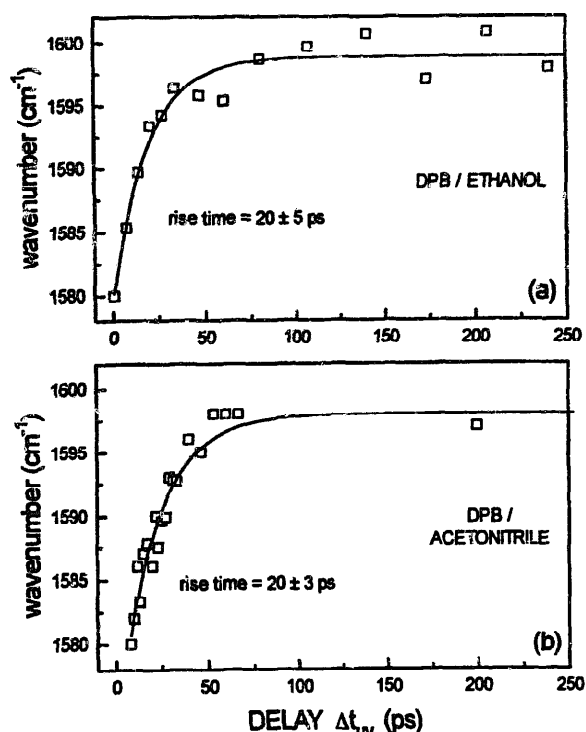 1600
1595
1590
1585
1580
wavenumber (cm⁻¹)
DPB / ETHANOL
rise time = 20 ± 5 ps
(a)
0 50 100 150 200 250
1600
1595
1590
1585
1580
wavenumber (cm⁻¹)
DPB /
ACETONITRILE
rise time = 20 ± 3 ps
(b)
0 50 100 150 200 250
DELAY Δt_uv (ps)